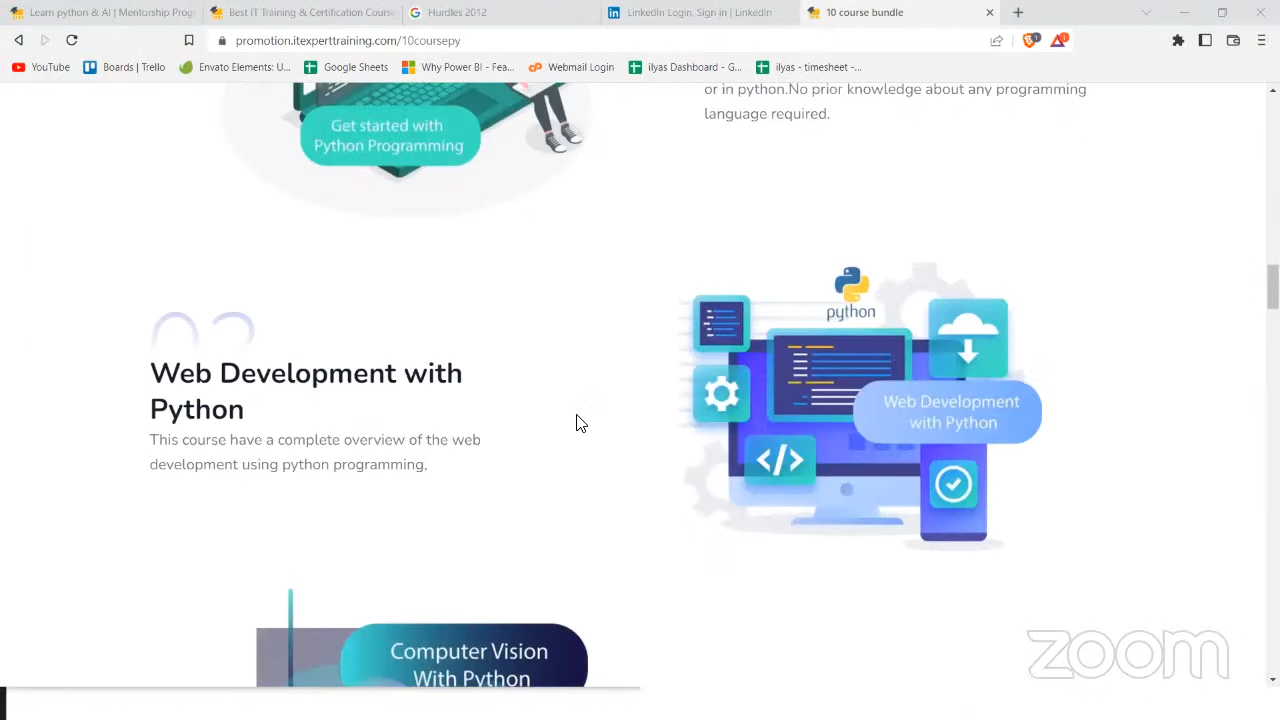 Learn python & AI | Mentorship Prog
Best IT Training & Certification Course
Hurdles 2012
LinkedIn Login, Sign in | LinkedIn
10 course bundle
promotion.itexperttraining.com/10coursepy
YouTube
Boards | Trello
Envato Elements: U...
Google Sheets
Why Power BI - Fea...
Webmail Login
ilyas Dashboard - G...
ilyas - timesheet -...
or in python.No prior knowledge about any programming
language required.
Get started with
Python Programming
Web Development with
Python
This course have a complete overview of the web
development using python programming,
python
Web Development
with Python
Computer Vision
With Python
zoom